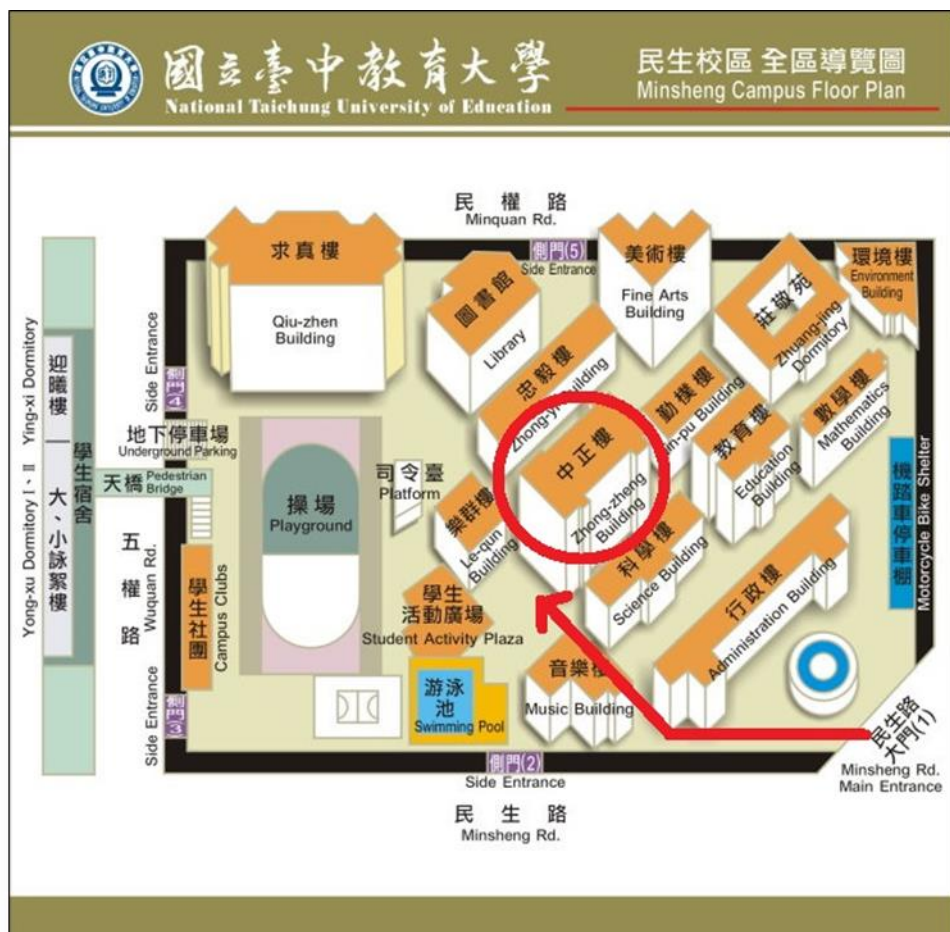 國立臺中教育大學
National Taichung University of Education
民生校區 全區導覽圖
Minsheng Campus Floor Plan
民權路
Minquan Rd.
求真樓
Qiu-zhen
Building
側門(5)
Side Entrance
圖書館
Library
美術樓
Fine Arts
Building
莊敬苑
Zhuang-jing
Dormitory
環境樓
Environment
Building
忠毅樓
Building
勤樸樓
Building
教育樓
Education
Building
數學樓
Mathematics
Building
中正樓
Zhong-zheng
Building
側門(4)
Side Entrance
迎曦樓
Ying-xi Dormitory
大、小詠絮樓
Yong-xu Dormitory I、II
學生宿舍
地下停車場
Underground Parking
天橋
Pedestrian
Bridge
操場
Playground
司令臺
Platform
樂群樓
Le-qun
Building
科學樓
Science Building
行政樓
Administration Building
機踏車停車棚
Motorcycle Bike Shelter
五權路
Wuquan Rd.
學生社團
Campus Clubs
學生
活動廣場
Student Activity Plaza
游泳
池
Swimming Pool
音樂樓
Music Building
側門(3)
Side Entrance
側門(2)
Side Entrance
民生路
大門(1)
Minsheng Rd.
Main Entrance
民生路
Minsheng Rd.